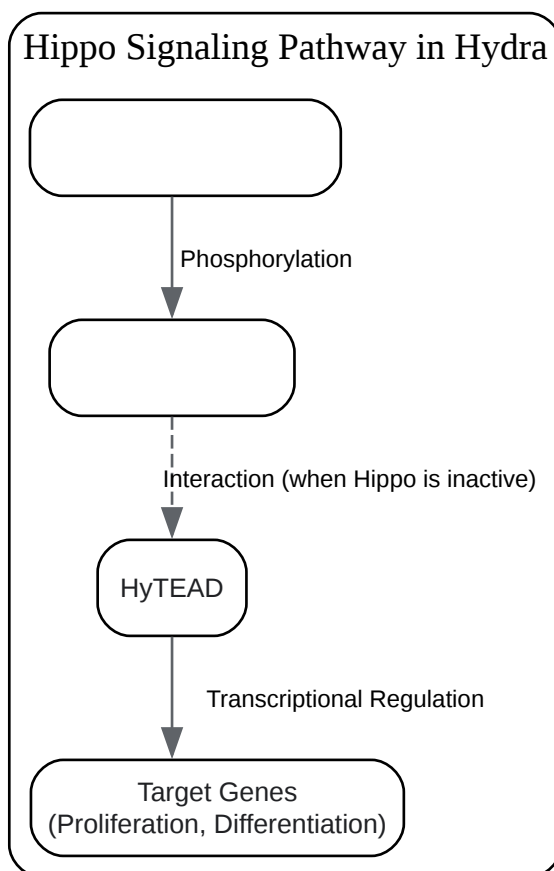 Hippo Signaling Pathway in Hydra
Phosphorylation
Interaction (when Hippo is inactive)
HyTEAD
Transcriptional Regulation
Target Genes
(Proliferation, Differentiation)